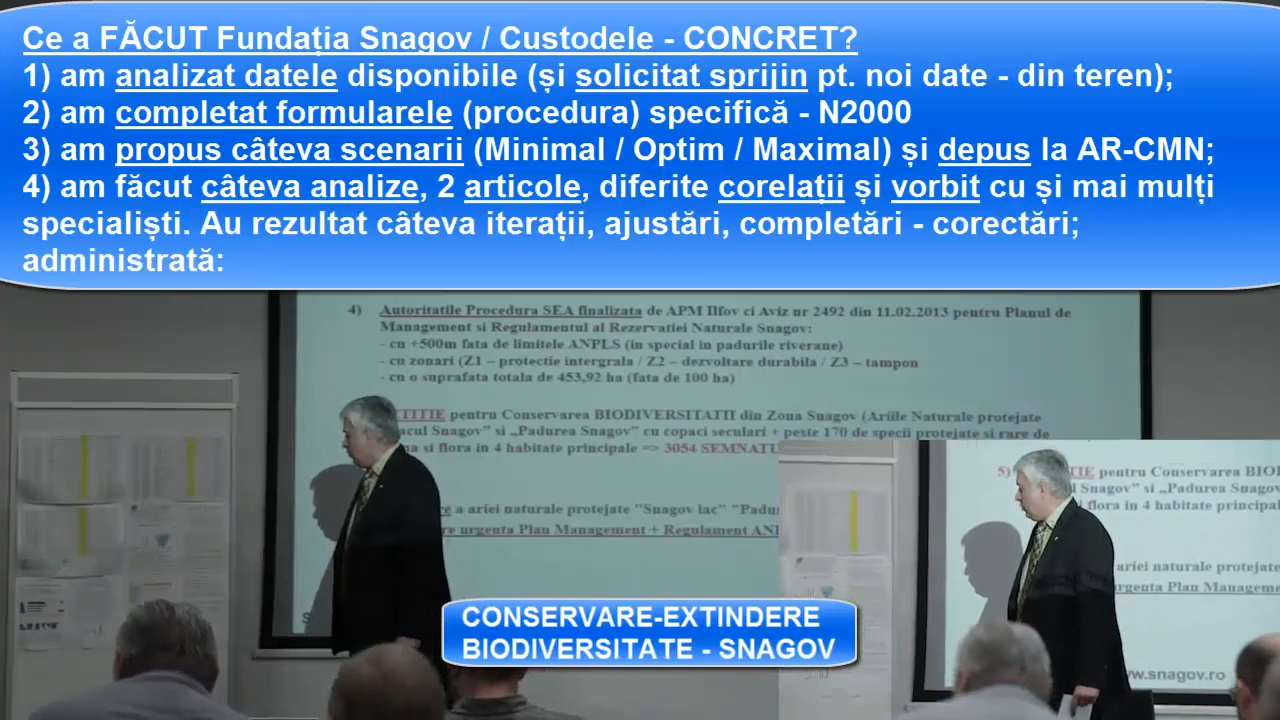 Ce a FĂCUT Fundația Snagov / Custodele - CONCRET?
1) am analizat datele disponibile (și solicitat sprijin pt. noi date - din teren);
2) am completat formularele (procedura) specifică - N2000
3) am propus câteva scenarii (Minimal / Optim / Maximal) și depus la AR-CMN;
4) am făcut câteva analize, 2 articole, diferite corelații și vorbit cu și mai mulți
specialiști. Au rezultat câteva iterații, ajustări, completări - corectări;
administrată:
4) Autoritatile Procedura SEA finalizata de APM Ilfov ci Aviz nr 2492 din 11.02.2013 pentru Planul de
Management si Regulamentul al Rezervatiei Naturale Snagov:
- cu +500m fata de limitele ANPLS (in special in padurile riverane)
- cu zonari (Z1 – protectie intergrala / Z2 – dezvoltare durabila / Z3 – tampon
- cu o suprafata totala de 453,92 ha (fata de 100 ha)
TITIE pentru Conservarea BIODIVERSITATII din Zona Snagov (Ariile Naturale protejate
Snagov" si „Padurea Snagov" cu copaci seculari + peste 170 de specii protejate si rare de
si flora in 4 habitate principale => 3054 SEMNATU
a ariei naturale protejate "Snagov lac" "Padu
urgenta Plan Management + Regulament ANP
5) TIE pentru Conservarea BIO
Snagov" si „Padurea Snagov
flora in 4 habitate principal
ariei naturale protejate
urgenta Plan Management
w.snagov.ro
CONSERVARE-EXTINDERE
BIODIVERSITATE - SNAGOV